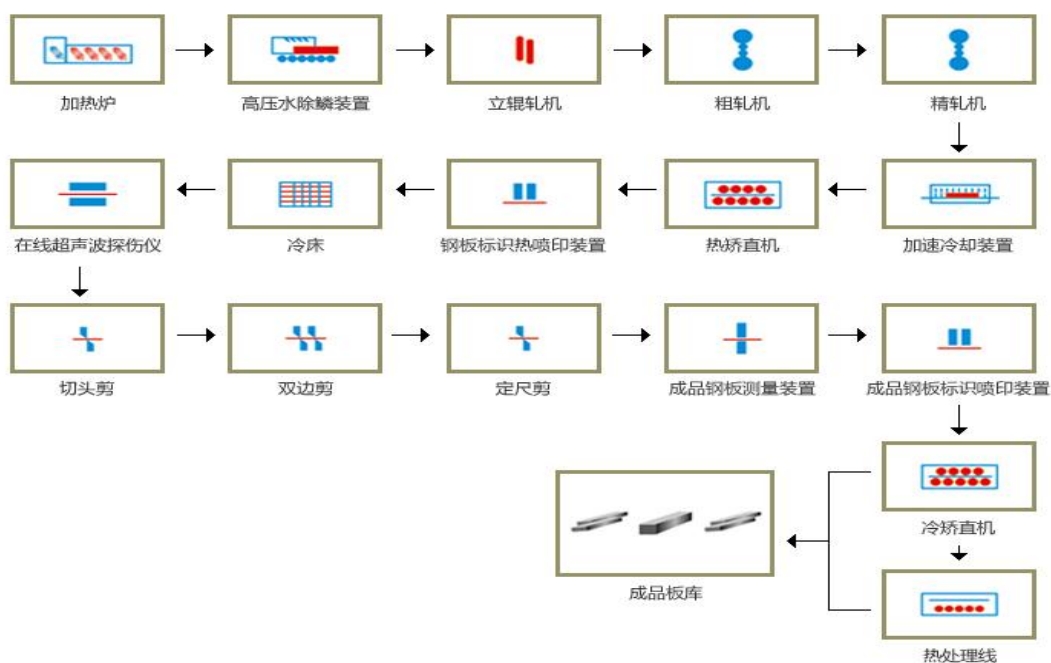 加热炉
高压水除鳞装置
立辊轧机
粗轧机
精轧机
在线超声波探伤仪
冷床
钢板标识热喷印装置
热矫直机
加速冷却装置
切头剪
双边剪
定尺剪
成品钢板测量装置
成品钢板标识喷印装置
冷矫直机
成品板库
热处理线